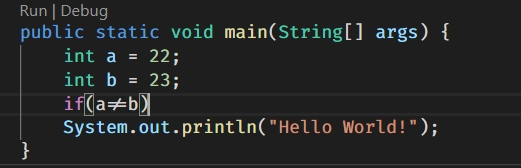 Run | Debug
public static void main(String[] args) {
    int a = 22;
    int b = 23;
    if(a≠b)
    System.out.println("Hello World!");
}